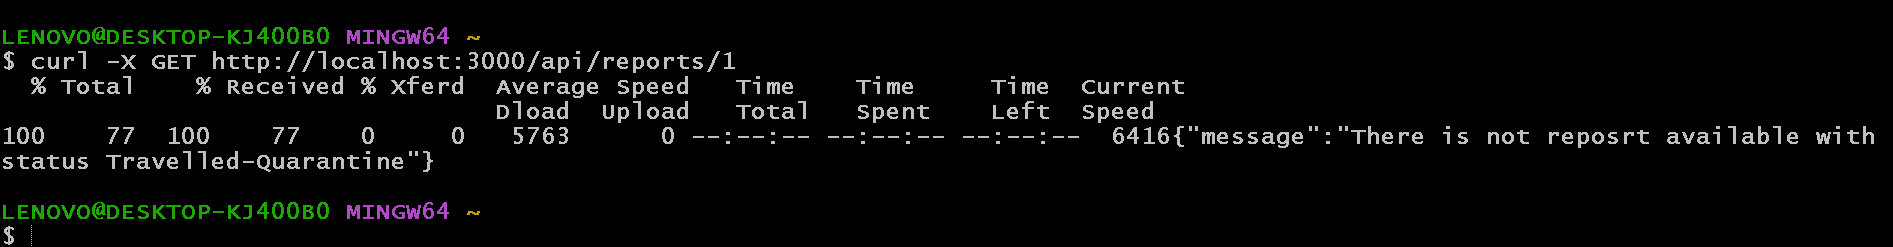 LENOVO@DESKTOP-KJ400B0 MINGW64 ~
$ curl -X GET http://localhost:3000/api/reports/1
  % Total    % Received % Xferd  Average Speed   Time    Time     Time  Current
                                 Dload  Upload   Total   Spent    Left  Speed
100    77  100    77    0     0   5763      0 --:--:-- --:--:-- --:--:--  6416{"message":"There is not reposrt available with
status Travelled-Quarantine"}
LENOVO@DESKTOP-KJ400B0 MINGW64 ~
$